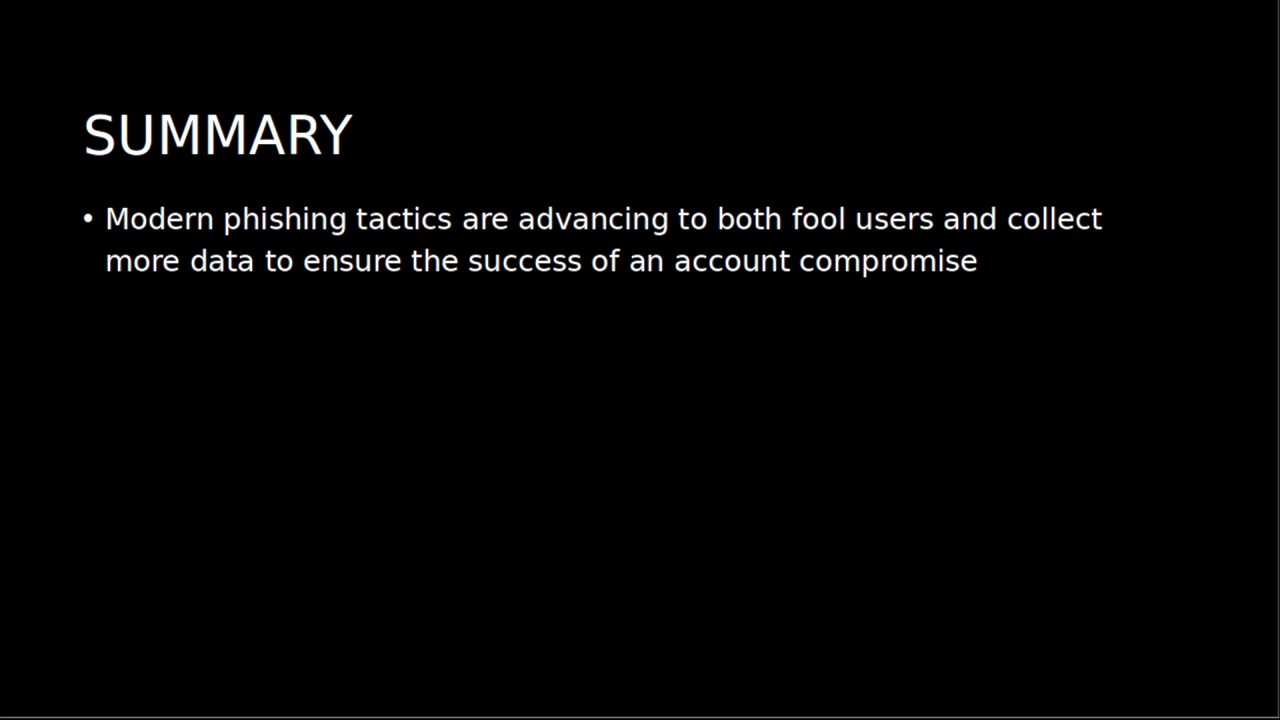 SUMMARY
• Modern phishing tactics are advancing to both fool users and collect
more data to ensure the success of an account compromise